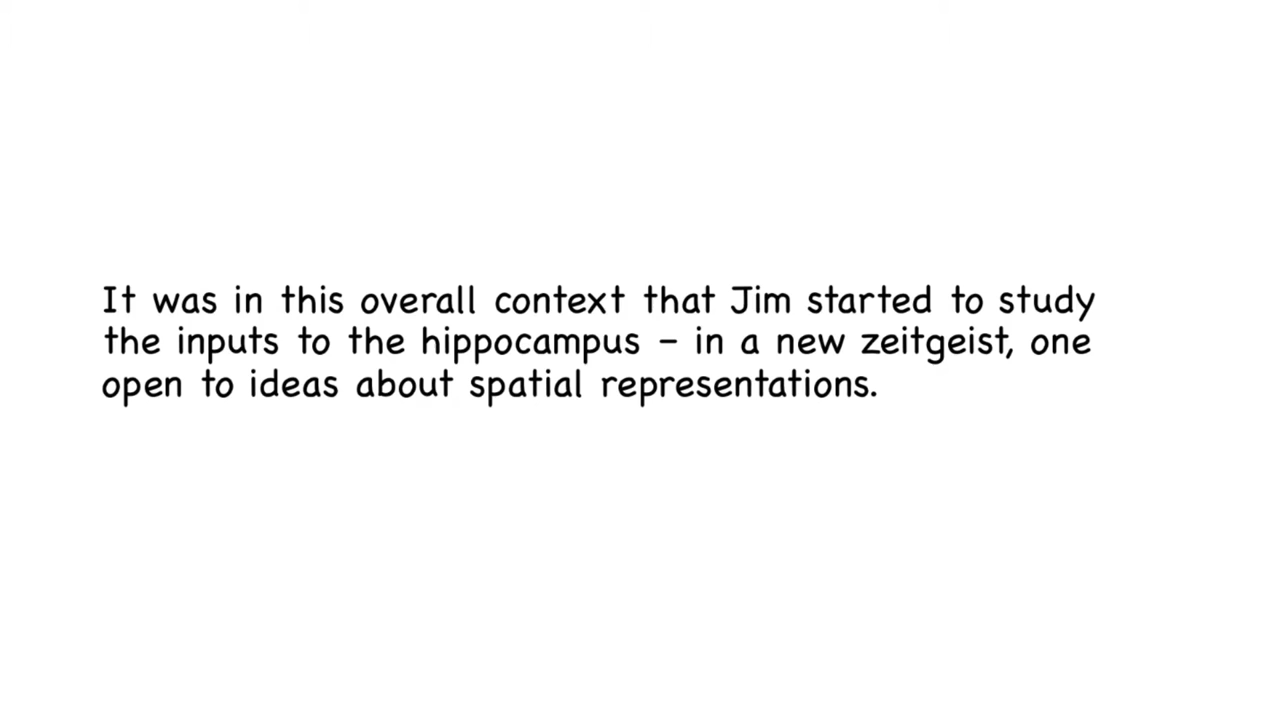 It was in this overall context that Jim started to study
the inputs to the hippocampus – in a new zeitgeist, one
open to ideas about spatial representations.